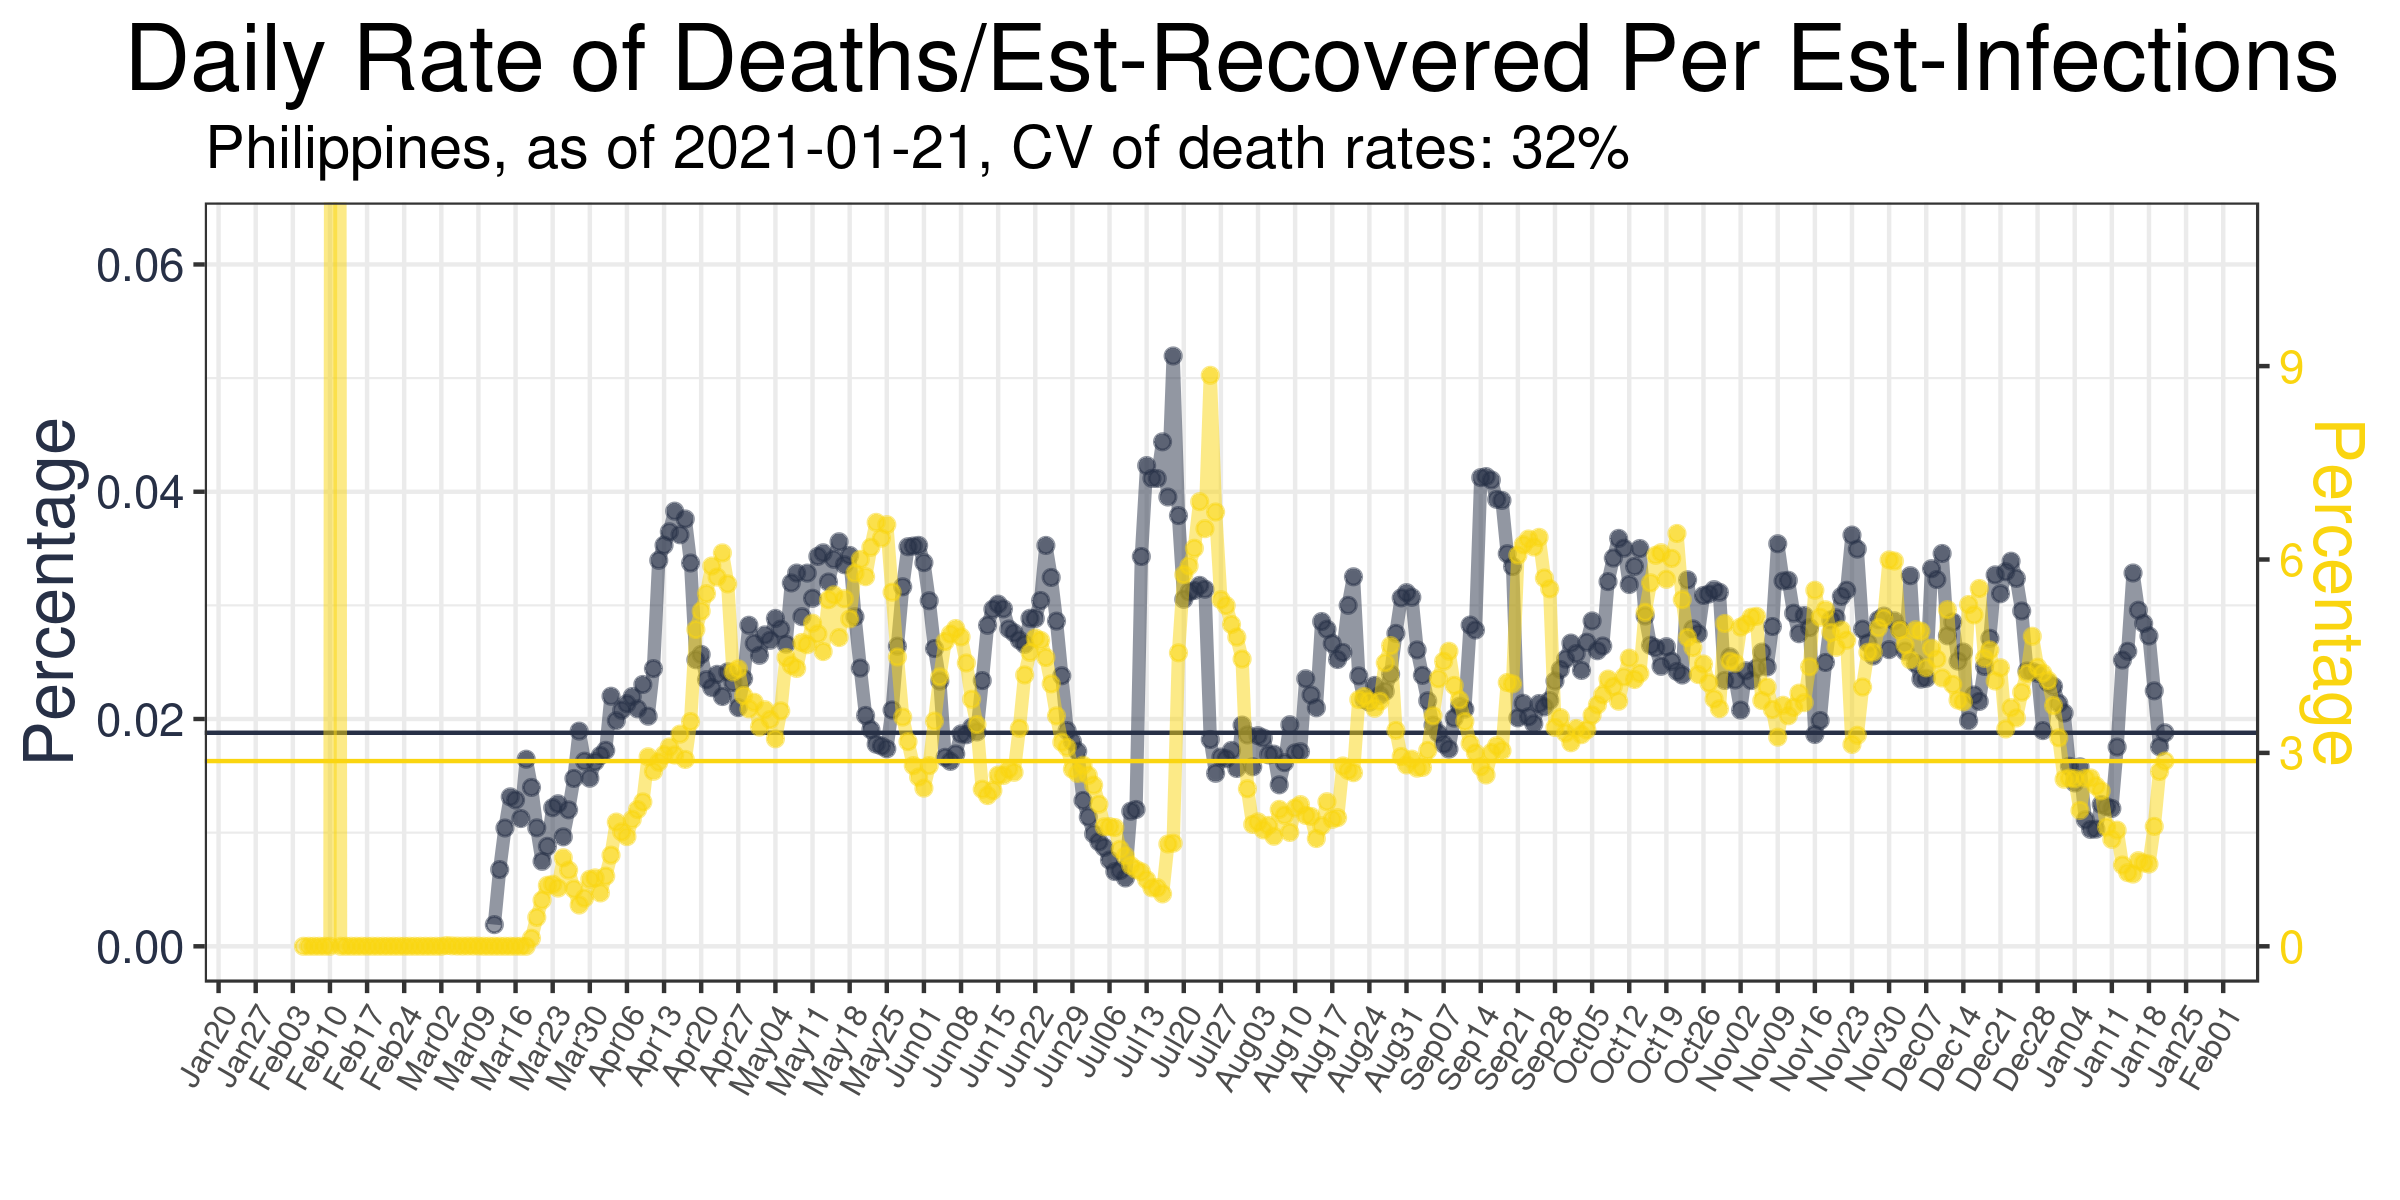 Daily Rate of Deaths/Est-Recovered Per Est-Infections
Philippines, as of 2021-01-21, CV of death rates: 32%
Percentage
0.06
0.04
0.02
0.00
9
6
3
0
Percentage
Jan20
Jan27
Feb03
Feb10
Feb17
Feb24
Mar02
Mar09
Mar16
Mar23
Mar30
Apr06
Apr13
Apr20
Apr27
May04
May11
May18
May25
Jun01
Jun08
Jun15
Jun22
Jun29
Jul06
Jul13
Jul20
Jul27
Aug03
Aug10
Aug17
Aug24
Aug31
Sep07
Sep14
Sep21
Sep28
Oct05
Oct12
Oct19
Oct26
Nov02
Nov09
Nov16
Nov23
Nov30
Dec07
Dec14
Dec21
Dec28
Jan04
Jan11
Jan18
Jan25
Feb01